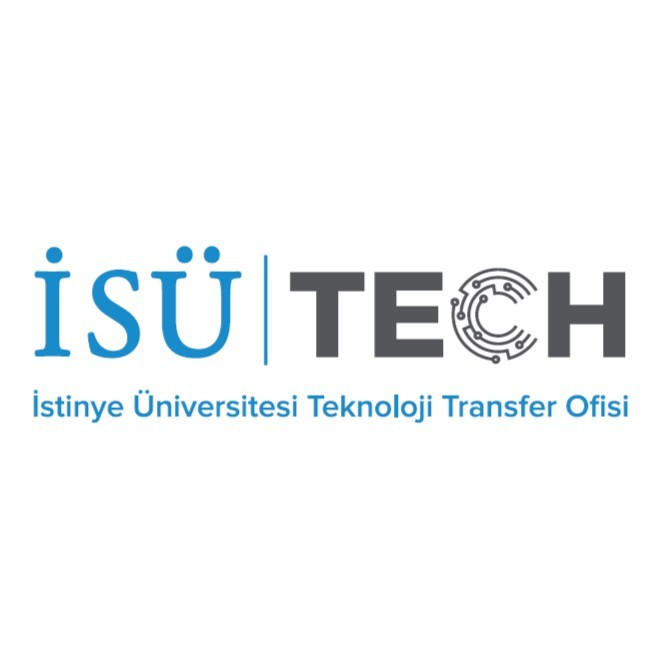 İSÜ | TECH
İstinye Üniversitesi Teknoloji Transfer Ofisi